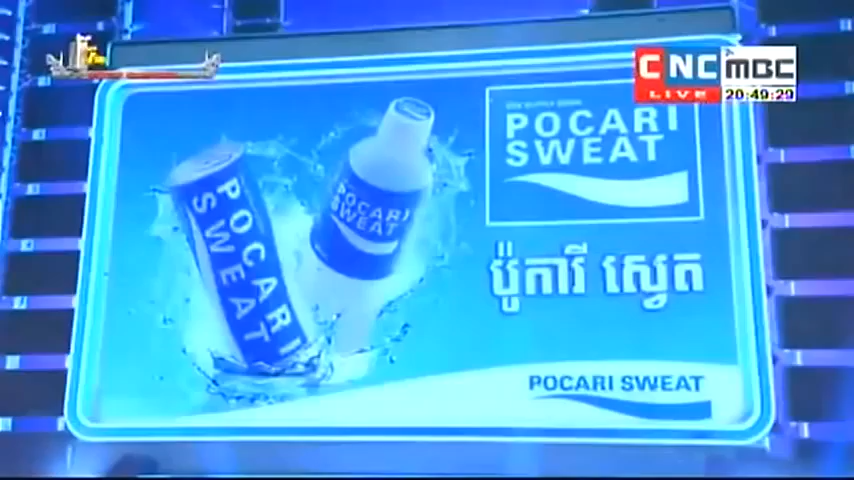 CNC MBC
LIVE 20:49:29
POCARI
SWEAT
POCARI
SWEAT
POCARI
SWEAT
ប៉ូការី ស្វេត
POCARI SWEAT